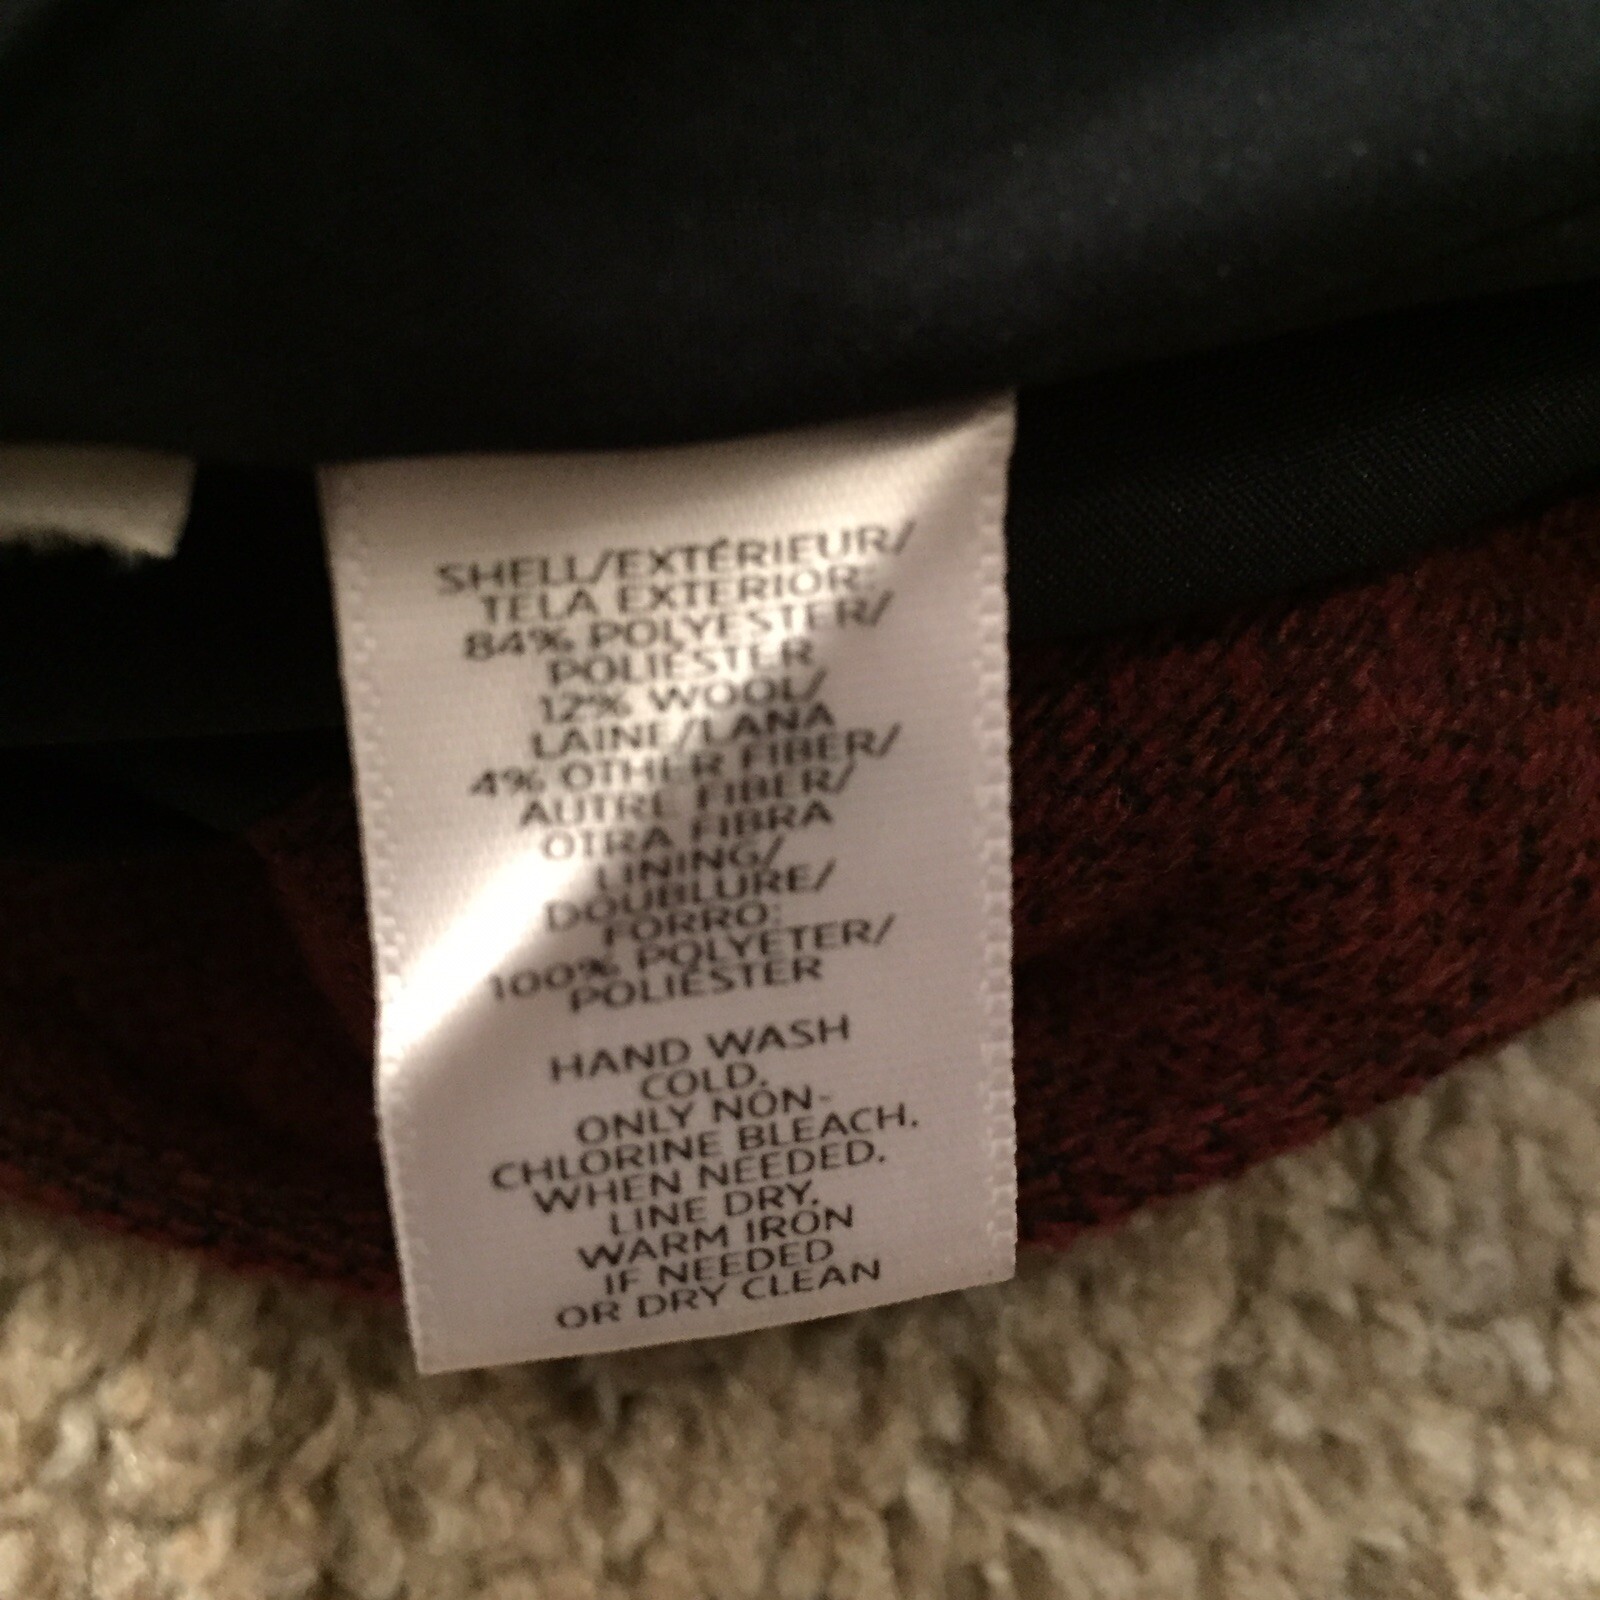 SHELL/EXTÉRIEUR/
TELA EXTERIOR:
84% POLYESTER/
POLIESTER
12% WOOL/
LAINE/LANA
4% OTHER FIBER/
AUTRE FIBER/
OTRA FIBRA
LINING/
DOUBLURE/
FORRO:
100% POLYETER/
POLIESTER
HAND WASH
COLD.
ONLY NON-
CHLORINE BLEACH.
WHEN NEEDED.
LINE DRY.
WARM IRON
IF NEEDED
OR DRY CLEAN